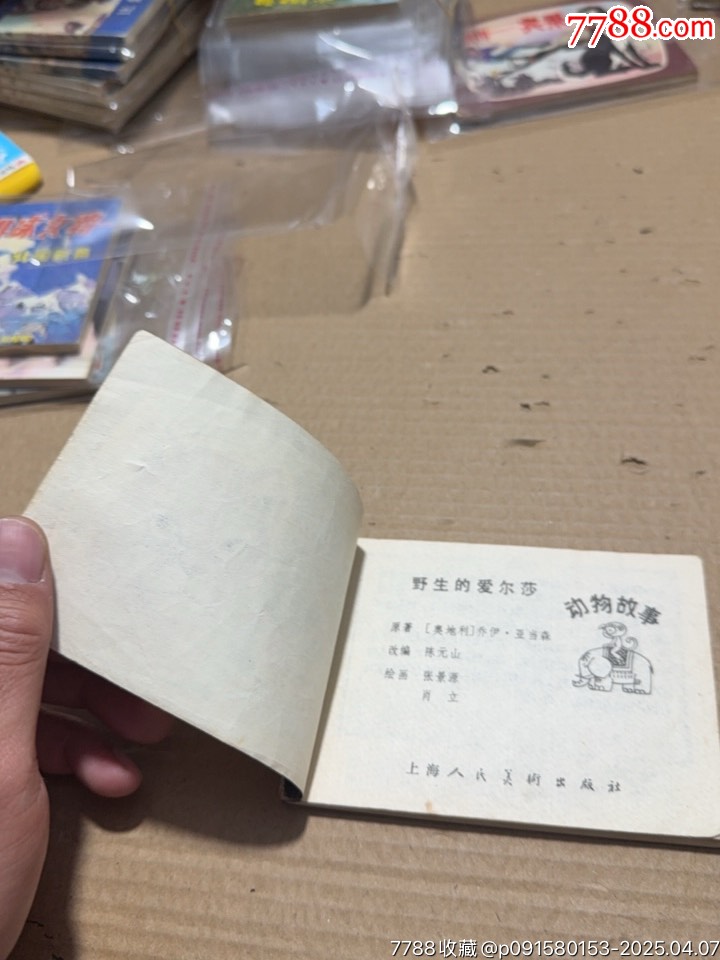 7788.com
野生的爱尔莎
动物故事
原著 [奥地利]乔伊·亚当森
改编 陈元山
绘画 张景源
肖立
上海人民美術出版社
7788收藏@p091580153-2025.04.07